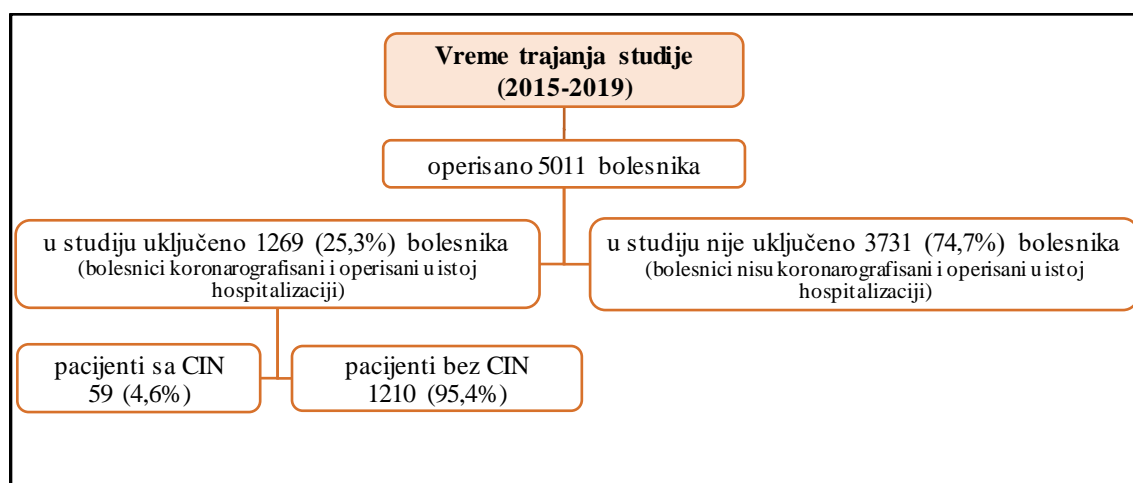 Vreme trajanja studije
(2015-2019)
operisano 5011 bolesnika
u studiju uključeno 1269 (25,3%) bolesnika
(bolesnici koronarografisani i operisani u istoj
hospitalizaciji)
u studiju nije uključeno 3731 (74,7%) bolesnika
(bolesnici nisu koronarografisani i operisani u istoj
hospitalizaciji)
pacijenti sa CIN
59 (4,6%)
pacijenti bez CIN
1210 (95,4%)